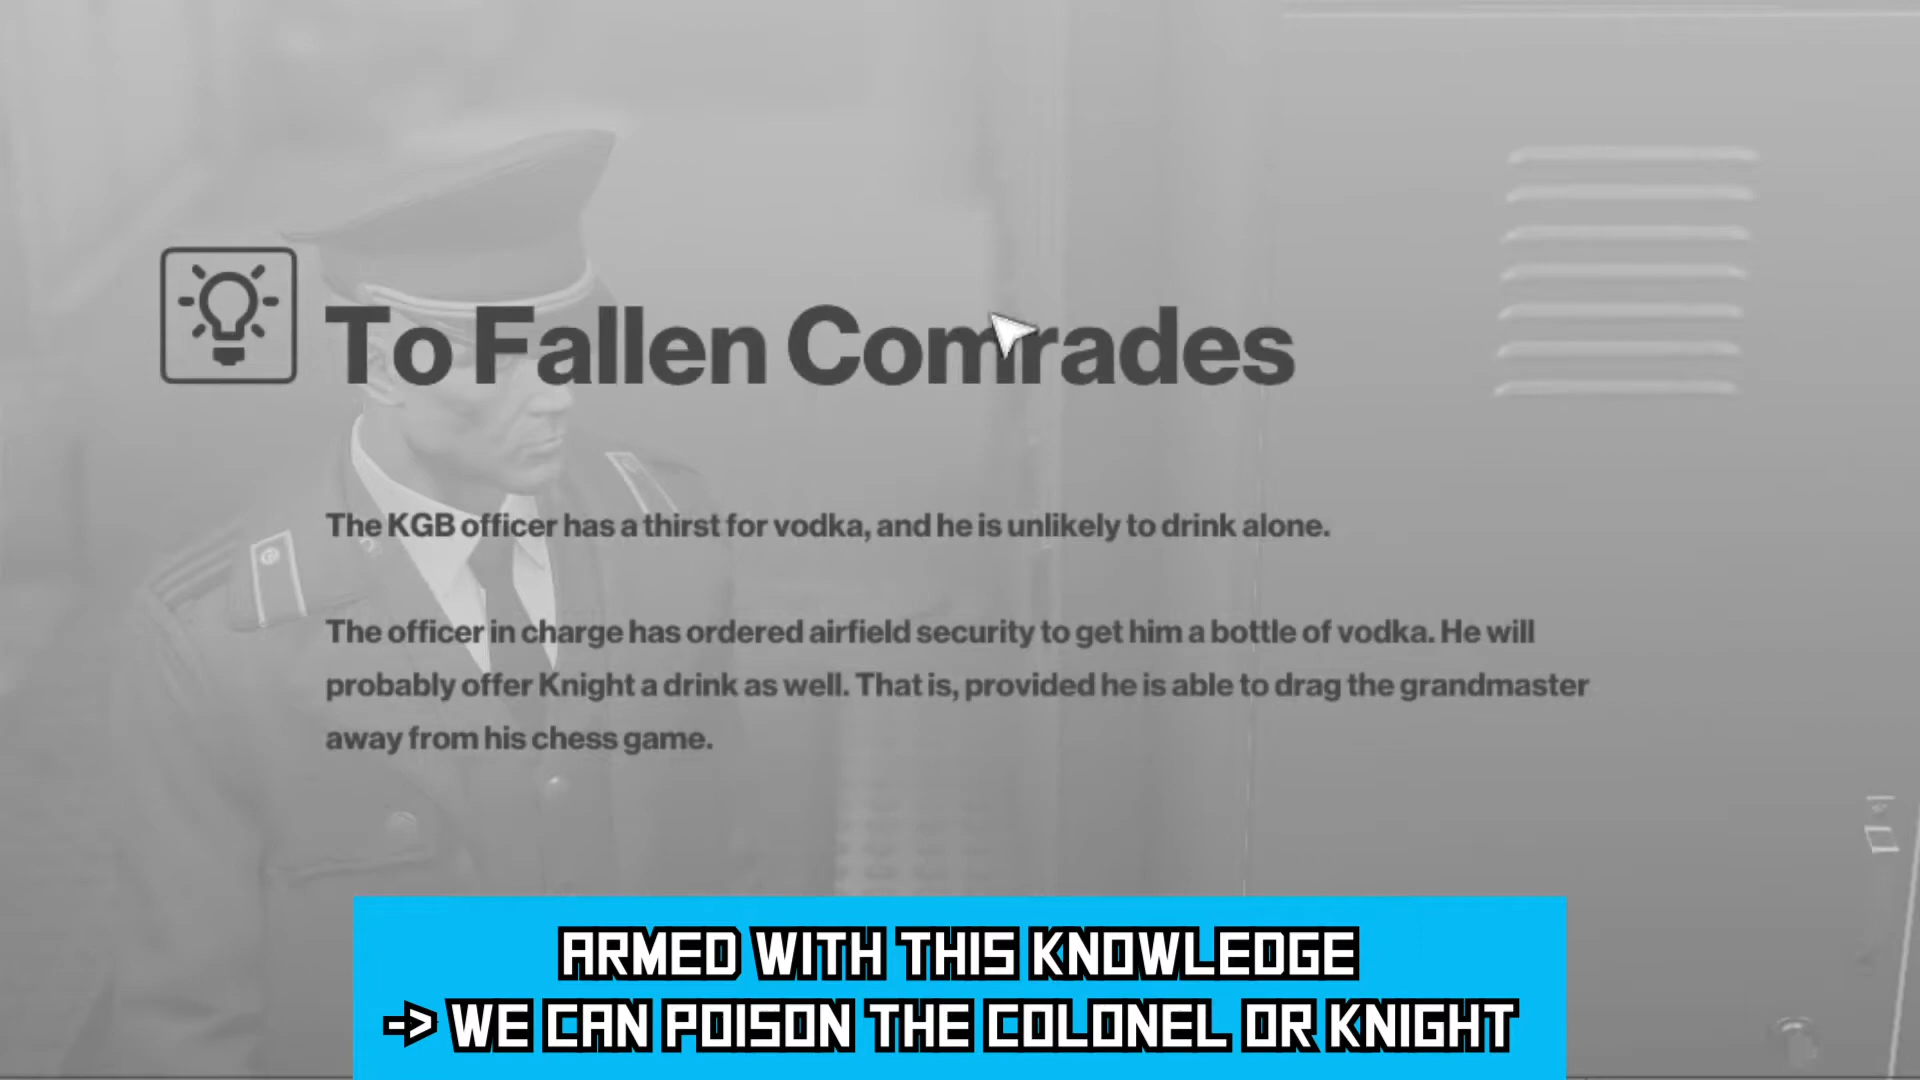 To Fallen Comrades
The KGB officer has a thirst for vodka, and he is unlikely to drink alone.
The officer in charge has ordered airfield security to get him a bottle of vodka. He will
probably offer Knight a drink as well. That is, provided he is able to drag the grandmaster
away from his chess game.
ARMED WITH THIS KNOWLEDGE
-> WE CAN POISON THE COLONEL OR KNIGHT